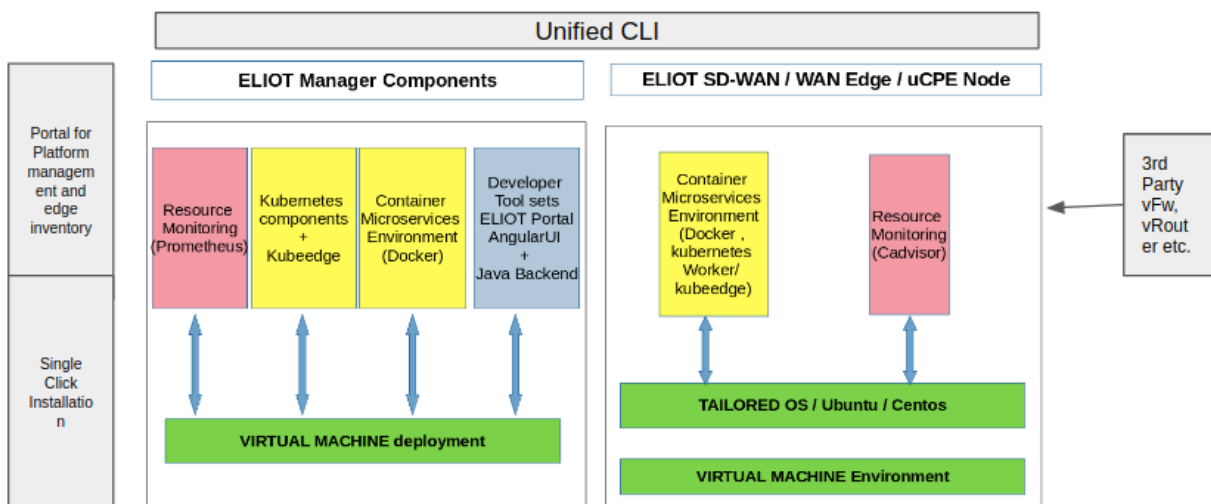 Unified CLI
ELIOT Manager Components
ELIOT SD-WAN / WAN Edge / uCPE Node
Portal for
Platform
managem
ent and
edge
inventory
Single
Click
Installatio
n
Resource
Monitoring
(Prometheus)
Kubernetes
components
+
Kubeedge
Container
Microservices
Environment
(Docker)
Developer
Tool sets
ELIOT Portal
AngularUI
+
Java Backend
VIRTUAL MACHINE deployment
Container
Microservices
Environment
(Docker ,
kubernetes
Worker/
kubeedge)
Resource
Monitoring
(Cadvisor)
TAILORED OS / Ubuntu / Centos
VIRTUAL MACHINE Environment
3rd
Party
vFw,
vRout
er etc.